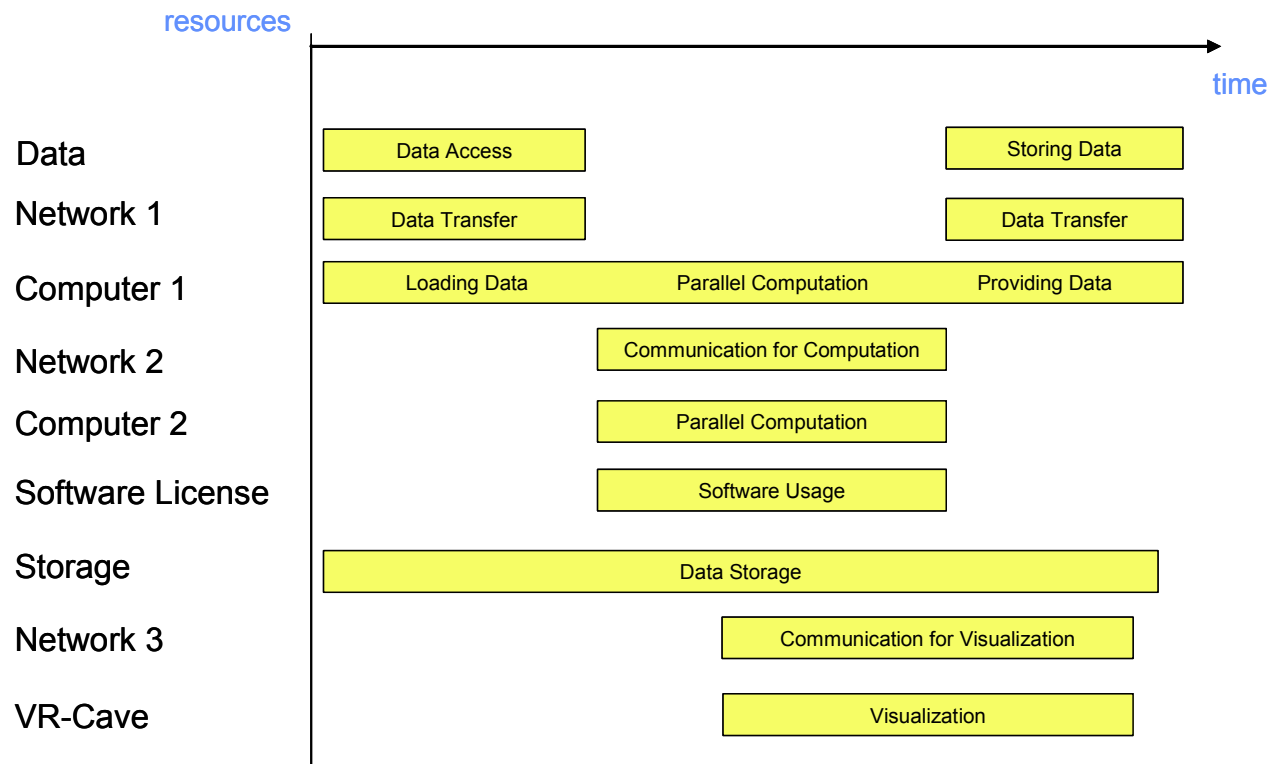 resources
time
Data
Data Access
Storing Data
Network 1
Data Transfer
Data Transfer
Computer 1
Loading Data
Parallel Computation
Providing Data
Network 2
Communication for Computation
Computer 2
Parallel Computation
Software License
Software Usage
Storage
Data Storage
Network 3
Communication for Visualization
VR-Cave
Visualization